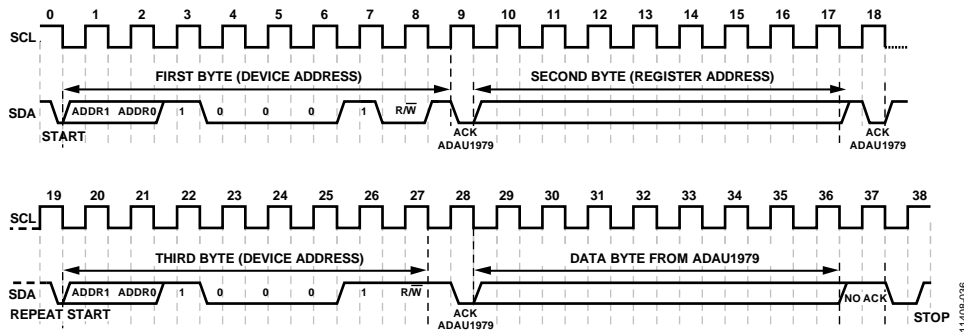 0 1 2 3 4 5 6 7 8 9 10 11 12 13 14 15 16 17 18
SCL
FIRST BYTE (DEVICE ADDRESS) SECOND BYTE (REGISTER ADDRESS)
SDA ADDR1 ADDR0 1 0 0 0 1 R/W̅
START ACK ADAU1979 ACK ADAU1979
19 20 21 22 23 24 25 26 27 28 29 30 31 32 33 34 35 36 37 38
SCL
THIRD BYTE (DEVICE ADDRESS) DATA BYTE FROM ADAU1979
SDA ADDR1 ADDR0 1 0 0 0 1 R/W̅ NO ACK
REPEAT START ACK ADAU1979 STOP
11408-026